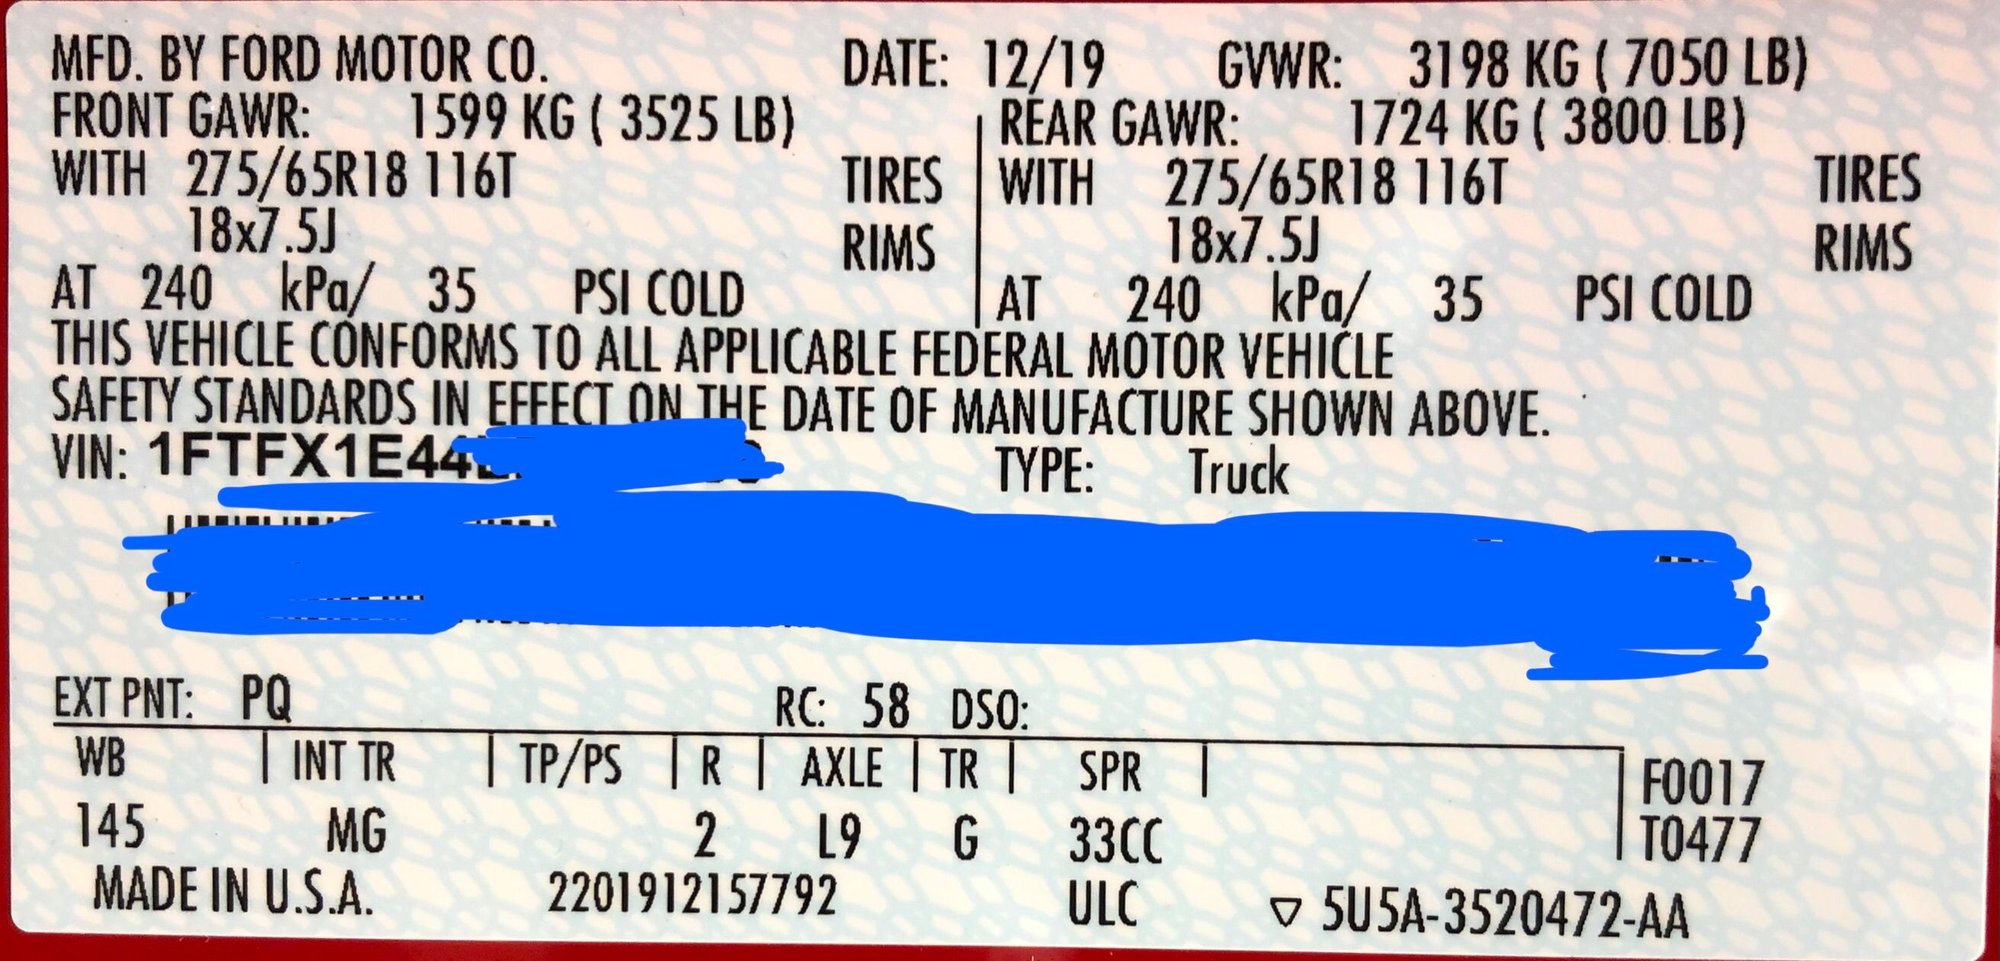 MFD. BY FORD MOTOR CO. DATE: 12/19 GVWR: 3198 KG ( 7050 LB)
FRONT GAWR: 1599 KG ( 3525 LB) REAR GAWR: 1724 KG ( 3800 LB)
WITH 275/65R18 116T TIRES WITH 275/65R18 116T TIRES
18x7.5J RIMS 18x7.5J RIMS
AT 240 kPa/ 35 PSI COLD AT 240 kPa/ 35 PSI COLD
THIS VEHICLE CONFORMS TO ALL APPLICABLE FEDERAL MOTOR VEHICLE
SAFETY STANDARDS IN EFFECT ON THE DATE OF MANUFACTURE SHOWN ABOVE.
VIN: 1FTFX1E44 TYPE: Truck
EXT PNT: PQ RC: 58 DSO:
WB INT TR TP/PS R AXLE TR SPR F0017
145 MG 2 L9 G 33CC T0477
MADE IN U.S.A. 2201912157792 ULC ▽ 5U5A-3520472-AA